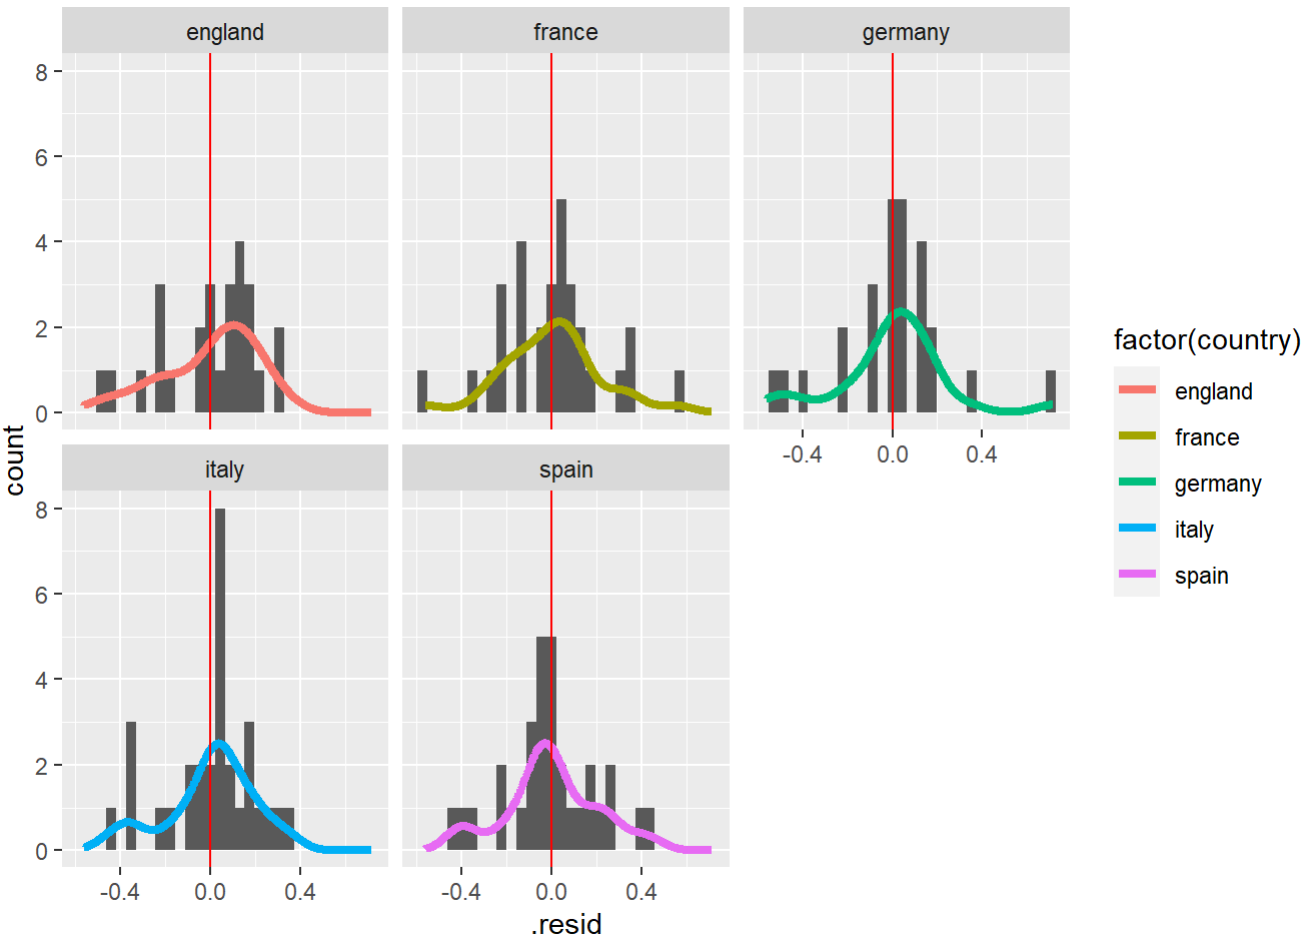 england
france
germany
8
6
4
2
0
-0.4 0.0 0.4
italy
spain
8
6
4
2
0
-0.4 0.0 0.4
-0.4 0.0 0.4
count
.resid
factor(country)
england
france
germany
italy
spain